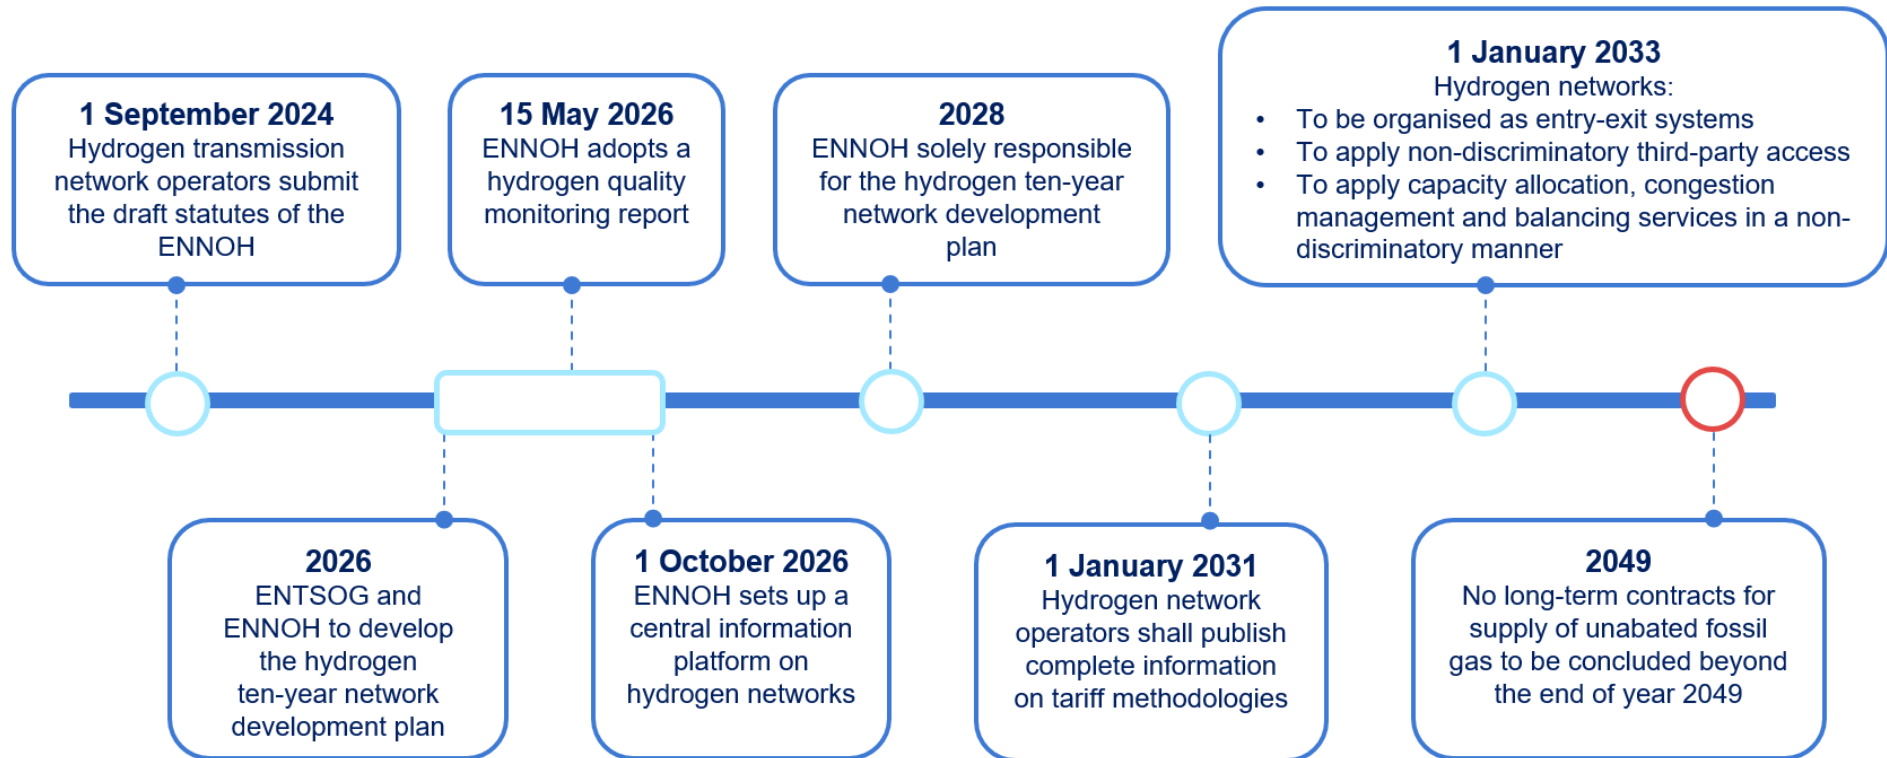 1 September 2024
Hydrogen transmission
network operators submit
the draft statutes of the
ENNOH
15 May 2026
ENNOH adopts a
hydrogen quality
monitoring report
2028
ENNOH solely responsible
for the hydrogen ten-year
network development
plan
1 January 2033
Hydrogen networks:
• To be organised as entry-exit systems
• To apply non-discriminatory third-party access
• To apply capacity allocation, congestion
management and balancing services in a non-
discriminatory manner
2026
ENTSOG and
ENNOH to develop
the hydrogen
ten-year network
development plan
1 October 2026
ENNOH sets up a
central information
platform on
hydrogen networks
1 January 2031
Hydrogen network
operators shall publish
complete information
on tariff methodologies
2049
No long-term contracts for
supply of unabated fossil
gas to be concluded beyond
the end of year 2049